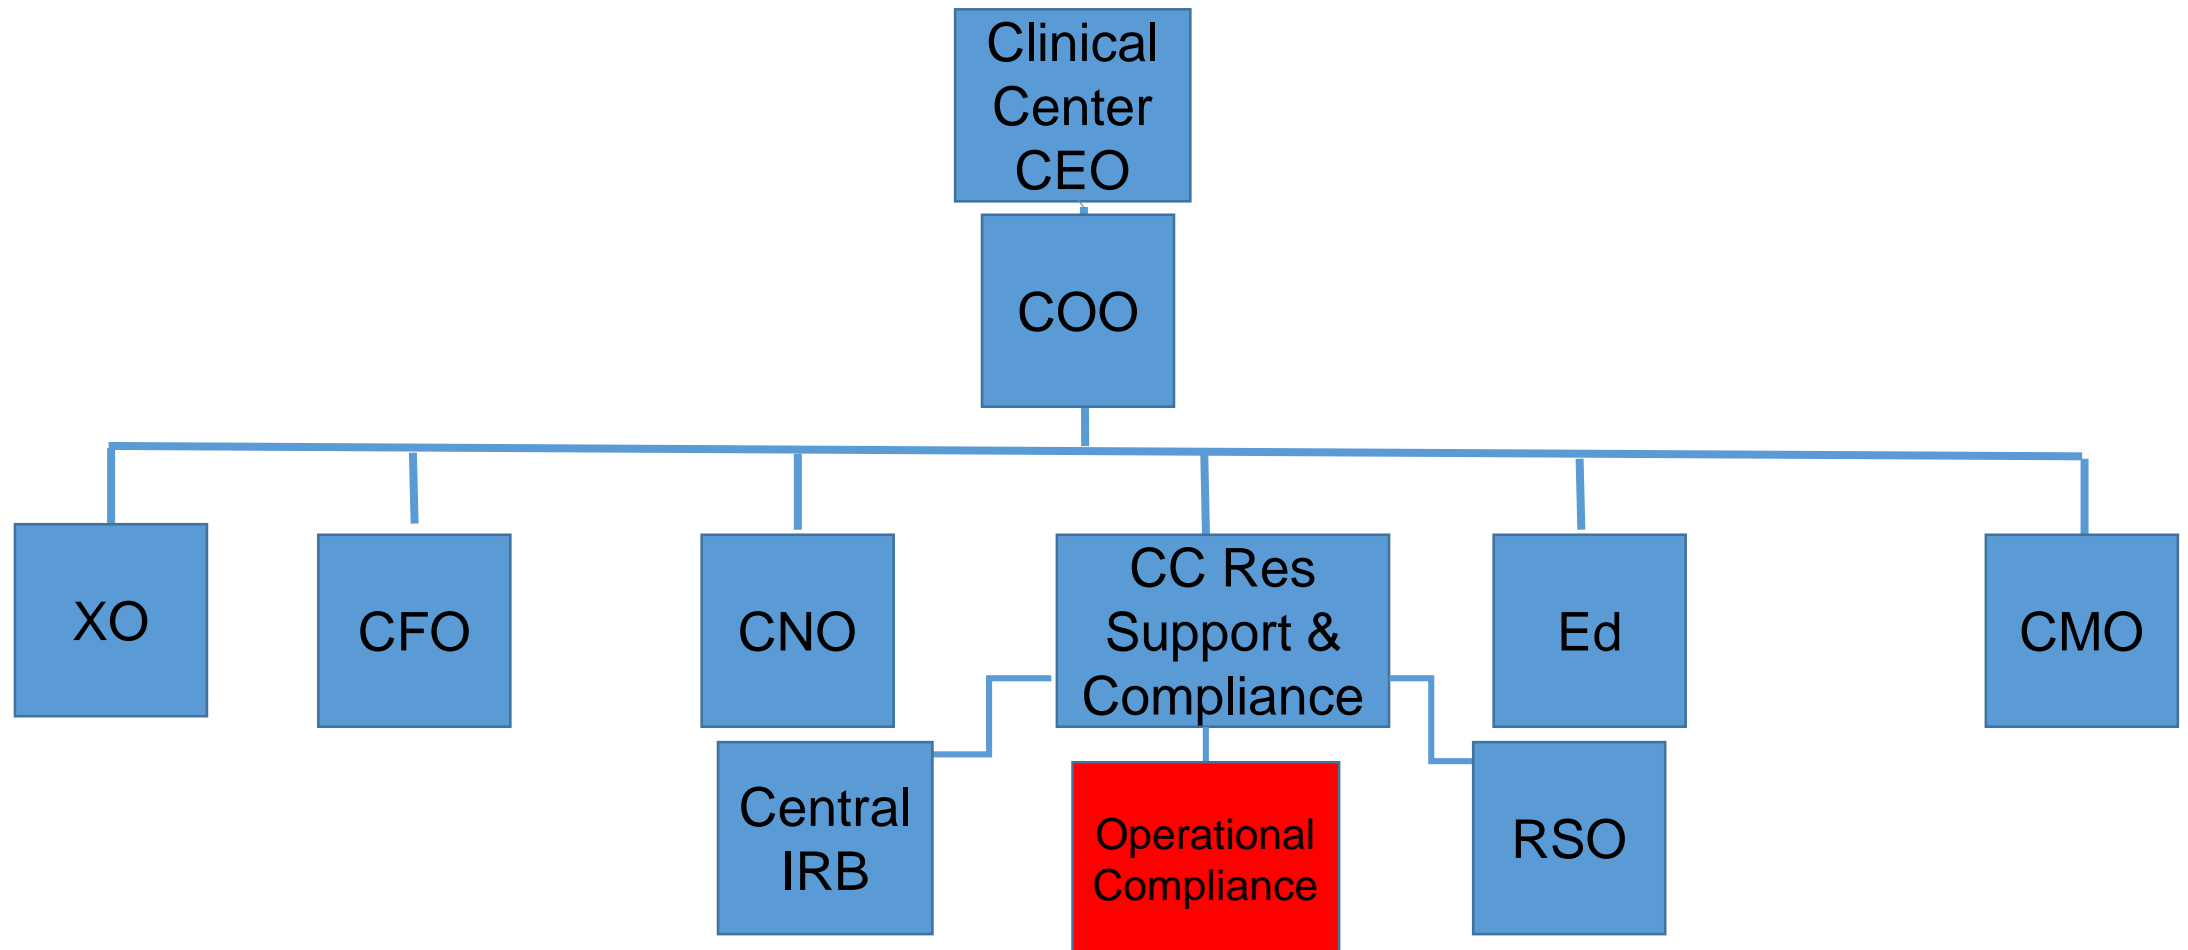 Clinical
Center
CEO
COO
XO
CFO
CNO
CC Res
Support &
Compliance
Ed
CMO
Central
IRB
Operational
Compliance
RSO